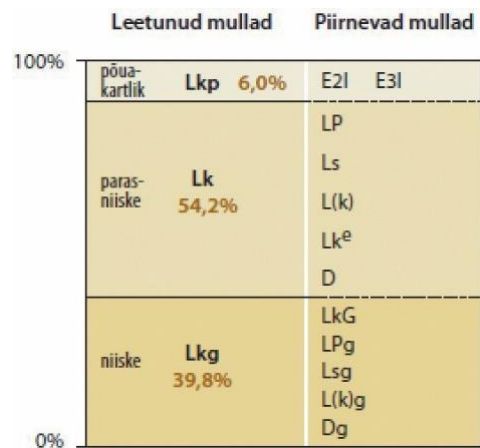 Leetunud mullad Piirnevad mullad
100%
põua-
kartlik Lkp 6,0% E2l E3l
LP
Ls
paras-
niiske Lk
54,2%
L(k)
Lkᵉ
D
LkG
LPg
niiske Lkg
39,8%
Lsg
L(k)g
Dg
0%